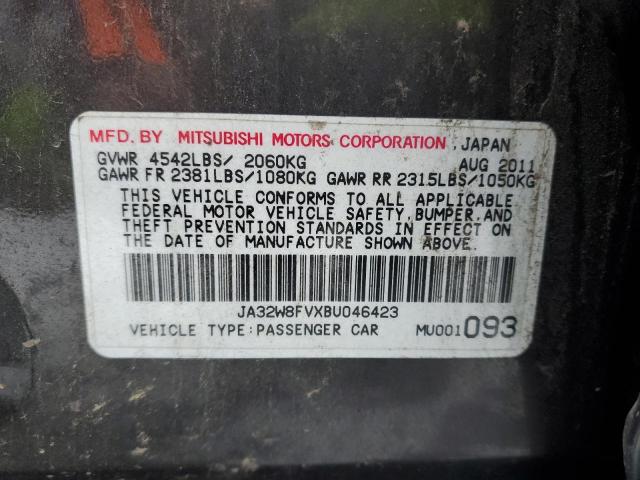 MFD. BY MITSUBISHI MOTORS CORPORATION, JAPAN
GVWR 4542LBS/ 2060KG AUG 2011
GAWR FR 2381LBS/1080KG GAWR RR 2315LBS/1050KG
THIS VEHICLE CONFORMS TO ALL APPLICABLE
FEDERAL MOTOR VEHICLE SAFETY, BUMPER, AND
THEFT PREVENTION STANDARDS IN EFFECT ON
THE DATE OF MANUFACTURE SHOWN ABOVE.
JA32W8FVXBU046423
VEHICLE TYPE: PASSENGER CAR MU001093